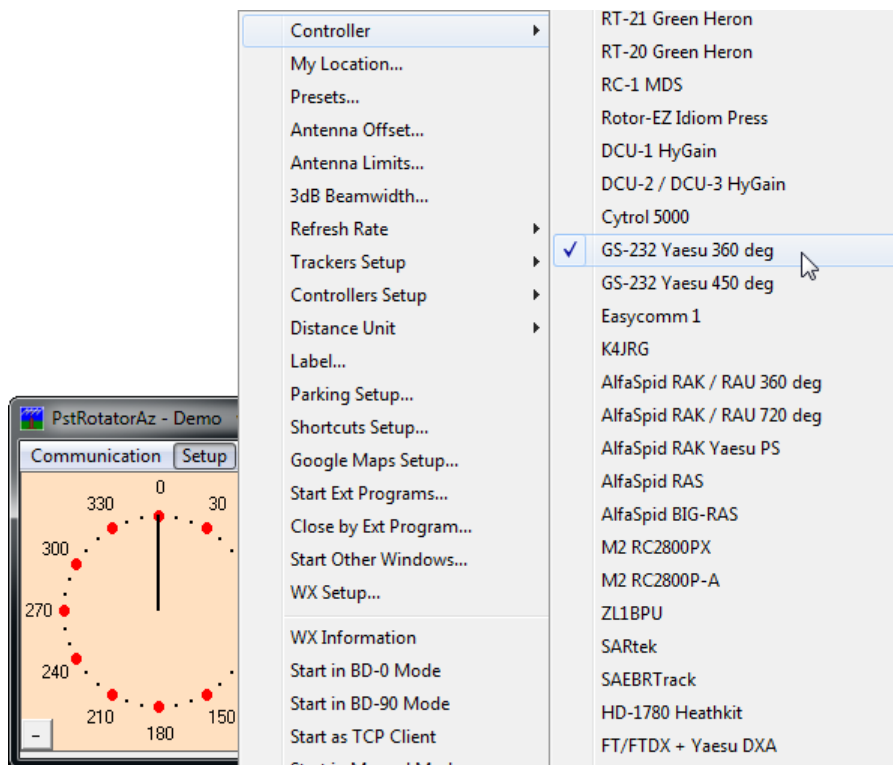 Controller
My Location...
Presets...
Antenna Offset...
Antenna Limits...
3dB Beamwidth...
Refresh Rate
Trackers Setup
Controllers Setup
Distance Unit
Label...
Parking Setup...
Shortcuts Setup...
Google Maps Setup...
Start Ext Programs...
Close by Ext Program...
Start Other Windows...
WX Setup...
WX Information
Start in BD-0 Mode
Start in BD-90 Mode
Start as TCP Client
RT-21 Green Heron
RT-20 Green Heron
RC-1 MDS
Rotor-EZ Idiom Press
DCU-1 HyGain
DCU-2 / DCU-3 HyGain
Cytrol 5000
GS-232 Yaesu 360 deg
GS-232 Yaesu 450 deg
Easycomm 1
K4JRG
AlfaSpid RAK / RAU 360 deg
AlfaSpid RAK / RAU 720 deg
AlfaSpid RAK Yaesu PS
AlfaSpid RAS
AlfaSpid BIG-RAS
M2 RC2800PX
M2 RC2800P-A
ZL1BPU
SARtek
SAEBRTrack
HD-1780 Heathkit
FT/FTDX + Yaesu DXA
PstRotatorAz - Demo
Communication Setup
0
330 30
300
270
240
210 150
180
-